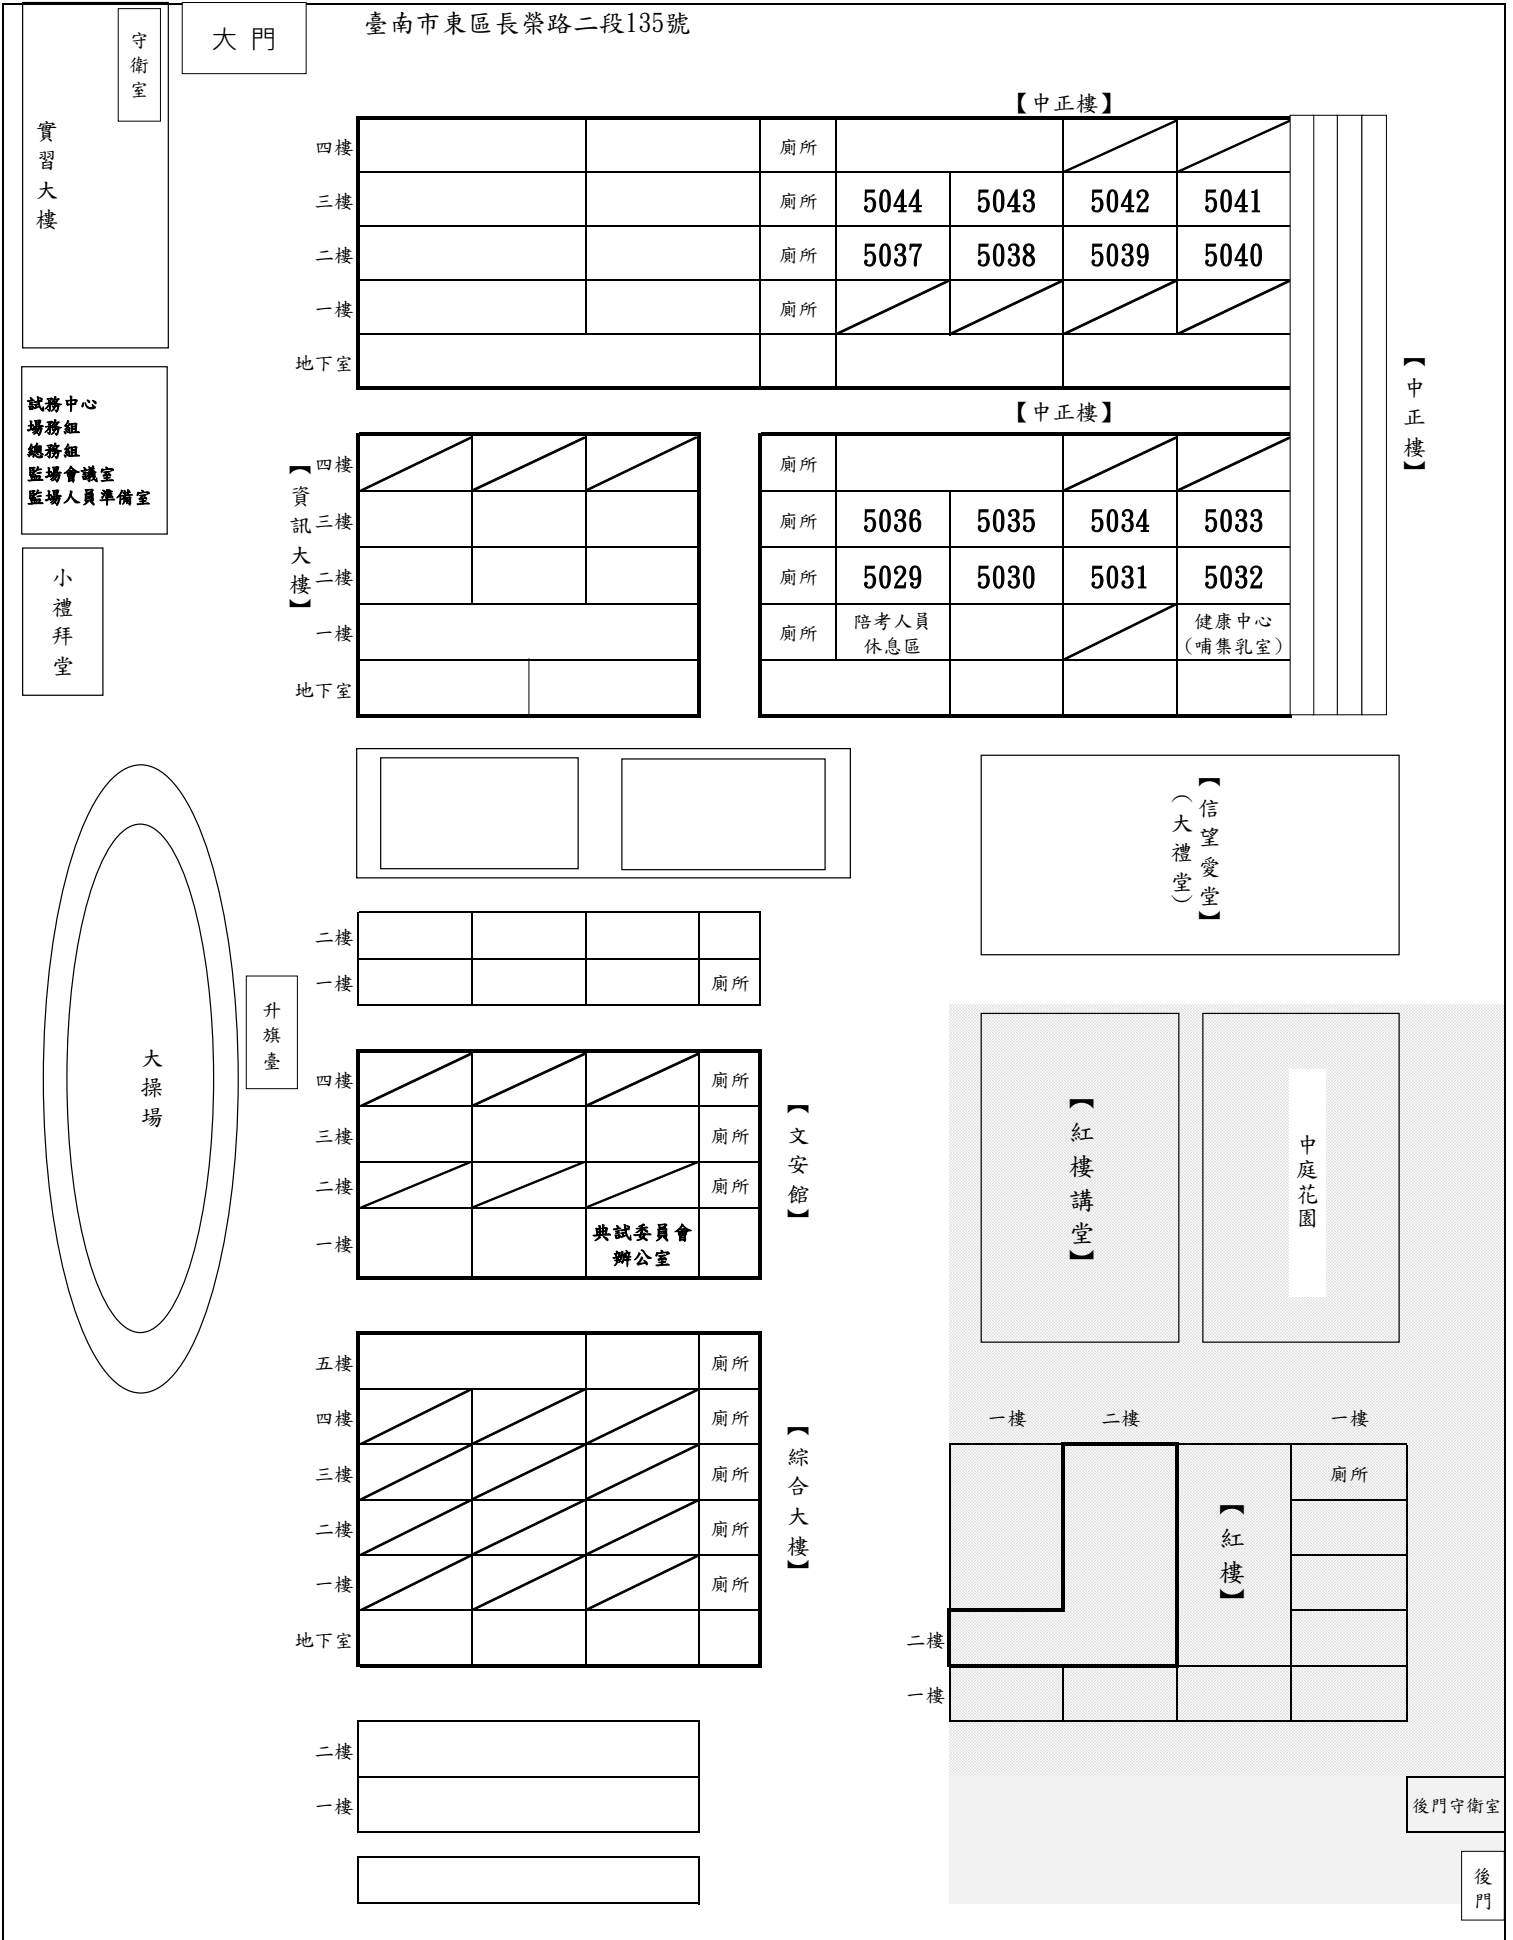 臺南市東區長榮路二段135號
大門
守衛室
實習大樓
【中正樓】
四樓 廁所
三樓 廁所 5044 5043 5042 5041
二樓 廁所 5037 5038 5039 5040
一樓 廁所
地下室
試務中心
場務組
總務組
監場會議室
監場人員準備室
小禮拜堂
【資訊大樓】
四樓
三樓
二樓
一樓
地下室
【中正樓】
廁所
廁所 5036 5035 5034 5033
廁所 5029 5030 5031 5032
廁所
陪考人員
休息區
健康中心
(哺集乳室)
【中正樓】
【信望愛堂】
(大禮堂)
大操場
升旗臺
二樓
一樓 廁所
四樓 廁所
三樓 廁所
二樓 廁所
一樓
典試委員會
辦公室
【文安館】
【紅樓講堂】
中庭花園
五樓 廁所
四樓 廁所
三樓 廁所
二樓 廁所
一樓 廁所
地下室
【綜合大樓】
一樓 二樓 一樓
廁所
【紅樓】
二樓
一樓
二樓
一樓
後門守衛室
後門